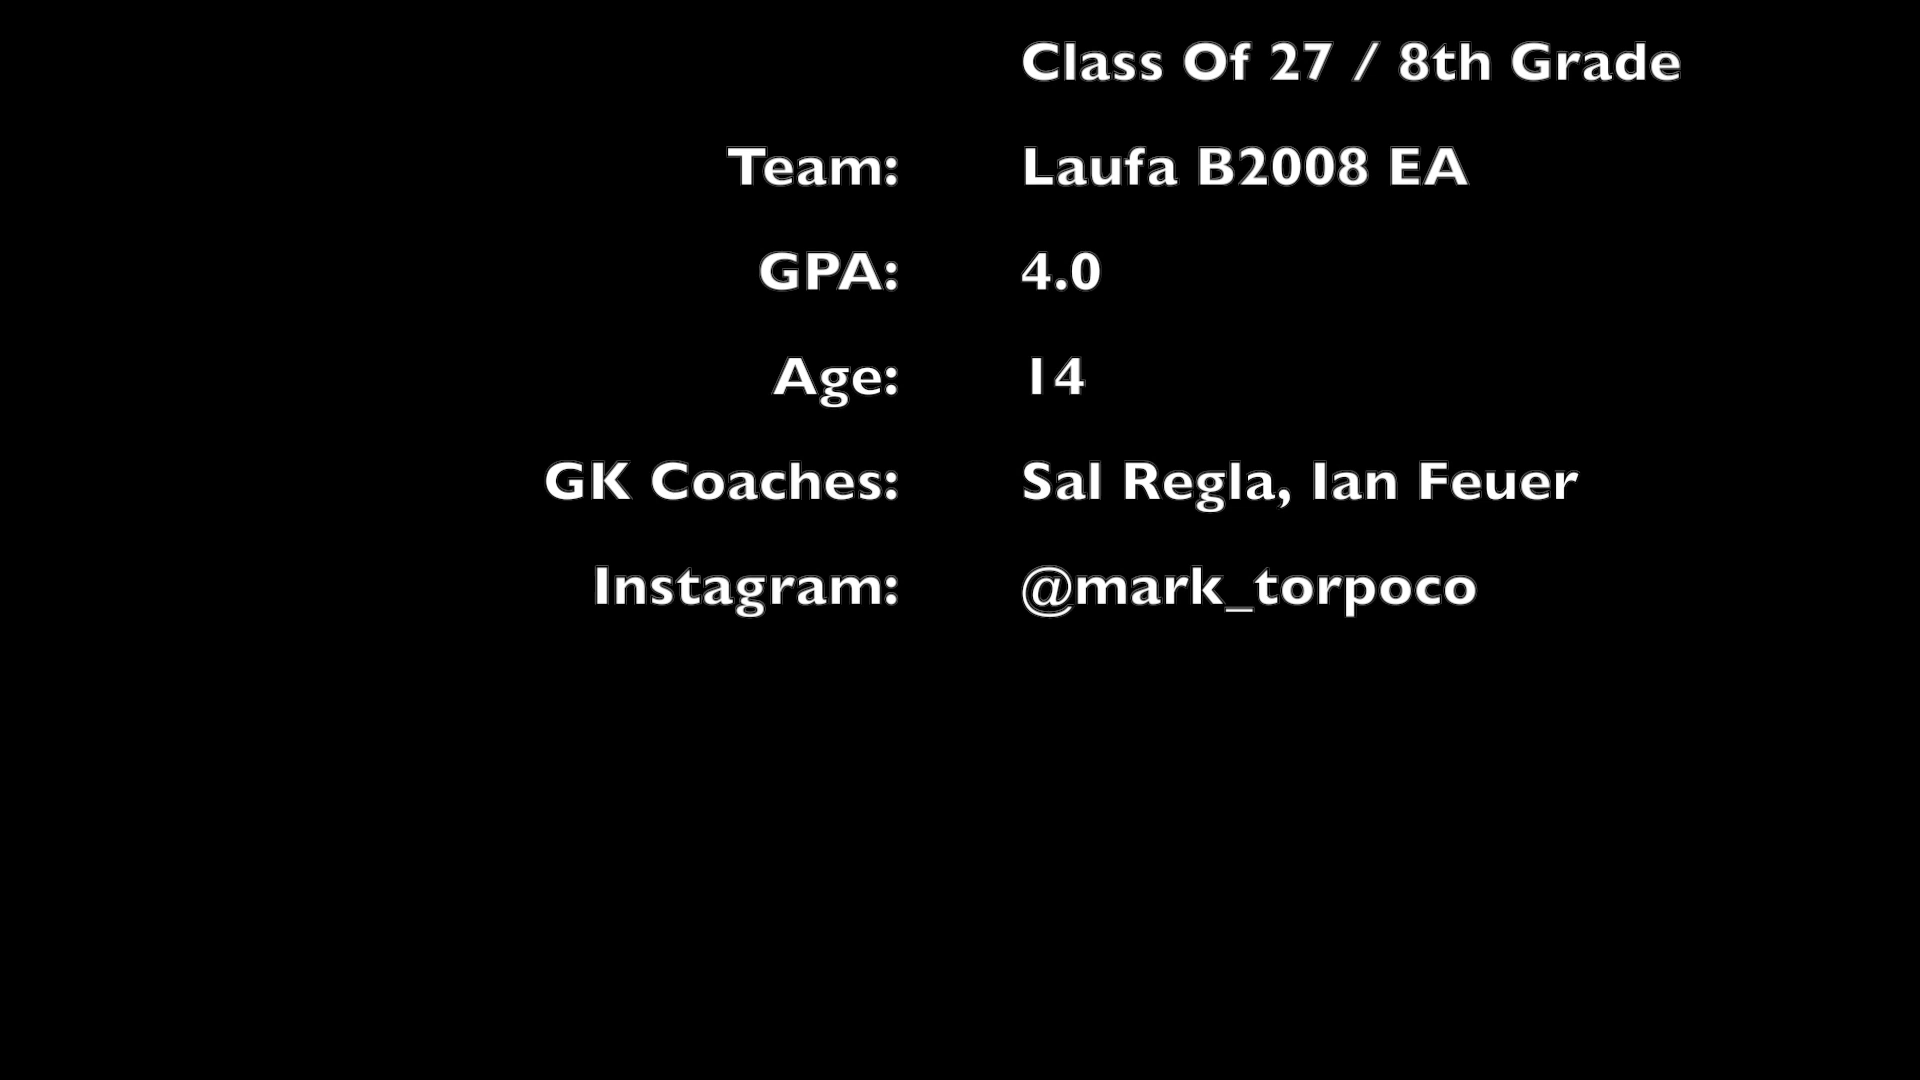 Class Of 27 / 8th Grade
Team: Laufa B2008 EA
GPA: 4.0
Age: 14
GK Coaches: Sal Regla, Ian Feuer
Instagram: @mark_torpoco